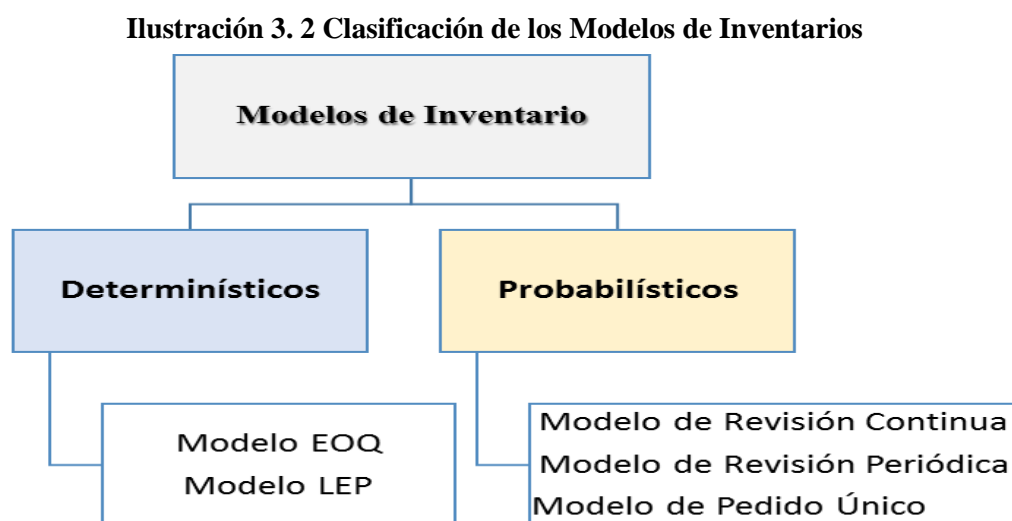 Ilustración 3. 2 Clasificación de los Modelos de Inventarios
Modelos de Inventario
Determinísticos
Probabilísticos
Modelo EOQ
Modelo LEP
Modelo de Revisión Continua
Modelo de Revisión Periódica
Modelo de Pedido Único